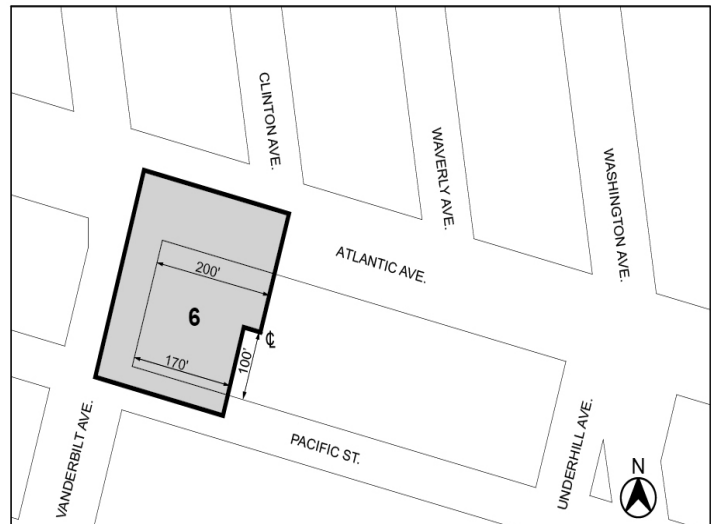 CLINTON AVE.
WAVERLY AVE.
WASHINGTON AVE.
ATLANTIC AVE.
200'
6
℄
170'
100'
PACIFIC ST.
VANDERBILT AVE.
UNDERHILL AVE.
N